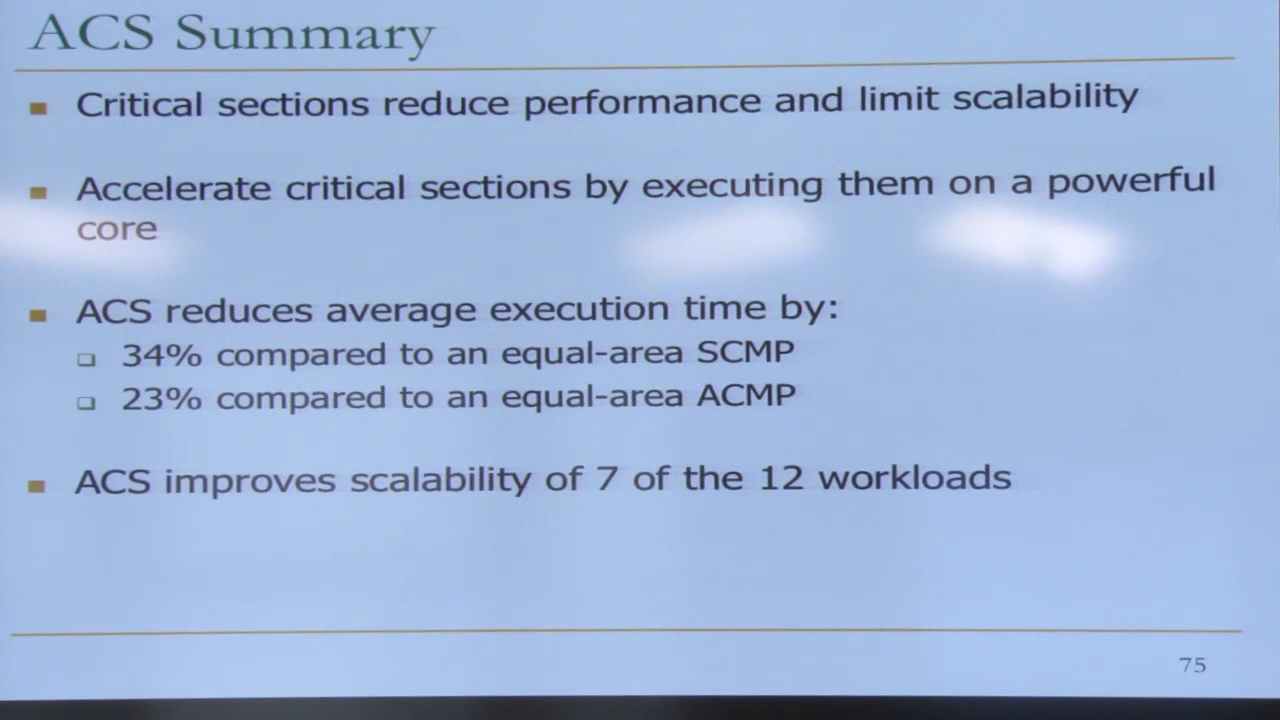 ACS Summary
Critical sections reduce performance and limit scalability
Accelerate critical sections by executing them on a powerful
core
ACS reduces average execution time by:
34% compared to an equal-area SCMP
23% compared to an equal-area ACMP
ACS improves scalability of 7 of the 12 workloads
75